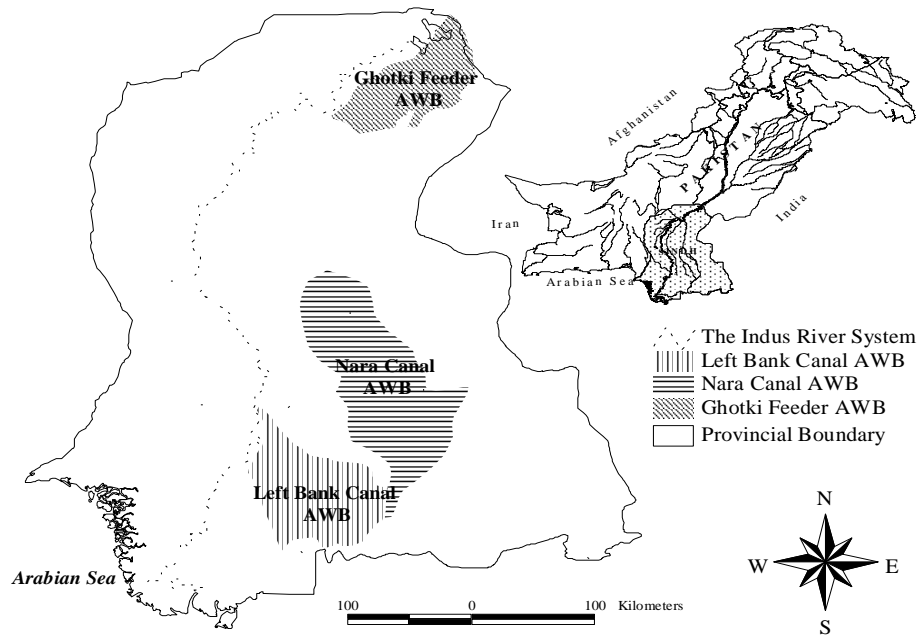 Ghotki Feeder
AWB
Nara Canal
AWB
Left Bank Canal
AWB
Arabian Sea
Afghanistan
PAKISTAN
India
Iran
SINDH
Arabian Sea
The Indus River System
Left Bank Canal AWB
Nara Canal AWB
Ghotki Feeder AWB
Provincial Boundary
N
W
E
S
100 0 100 Kilometers